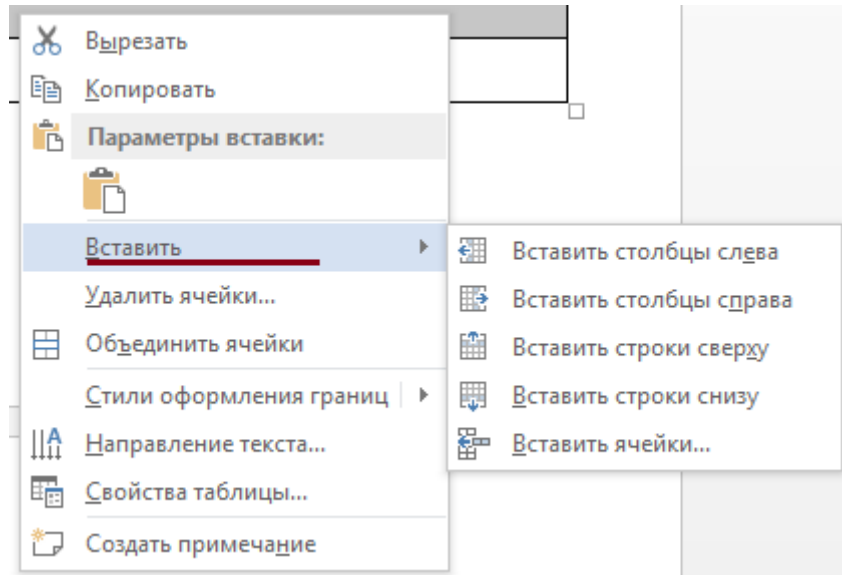 Вырезать
Копировать
Параметры вставки:
Вставить
Удалить ячейки...
Объединить ячейки
Стили оформления границ
Направление текста...
Свойства таблицы...
Создать примечание
Вставить столбцы слева
Вставить столбцы справа
Вставить строки сверху
Вставить строки снизу
Вставить ячейки...